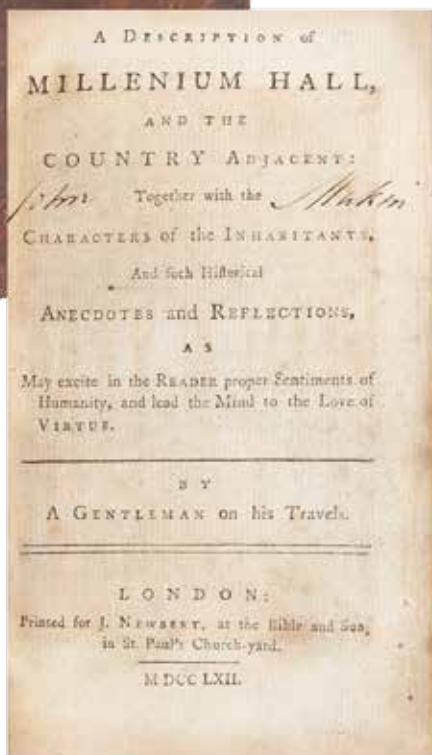 A DESCRIPTION of
MILLENIUM HALL,
AND THE
COUNTRY ADJACENT:
John Together with the Makin
CHARACTERS of the INHABITANTS,
And such Historical
ANECDOTES and REFLECTIONS,
AS
May excite in the READER proper Sentiments of
Humanity, and lead the Mind to the Love of
VIRTUE.
BY
A GENTLEMAN on his Travels.
LONDON:
Printed for J. NEWBERY, at the Bible and Sun,
in St. Paul's Church-yard.
MDCCLXII.